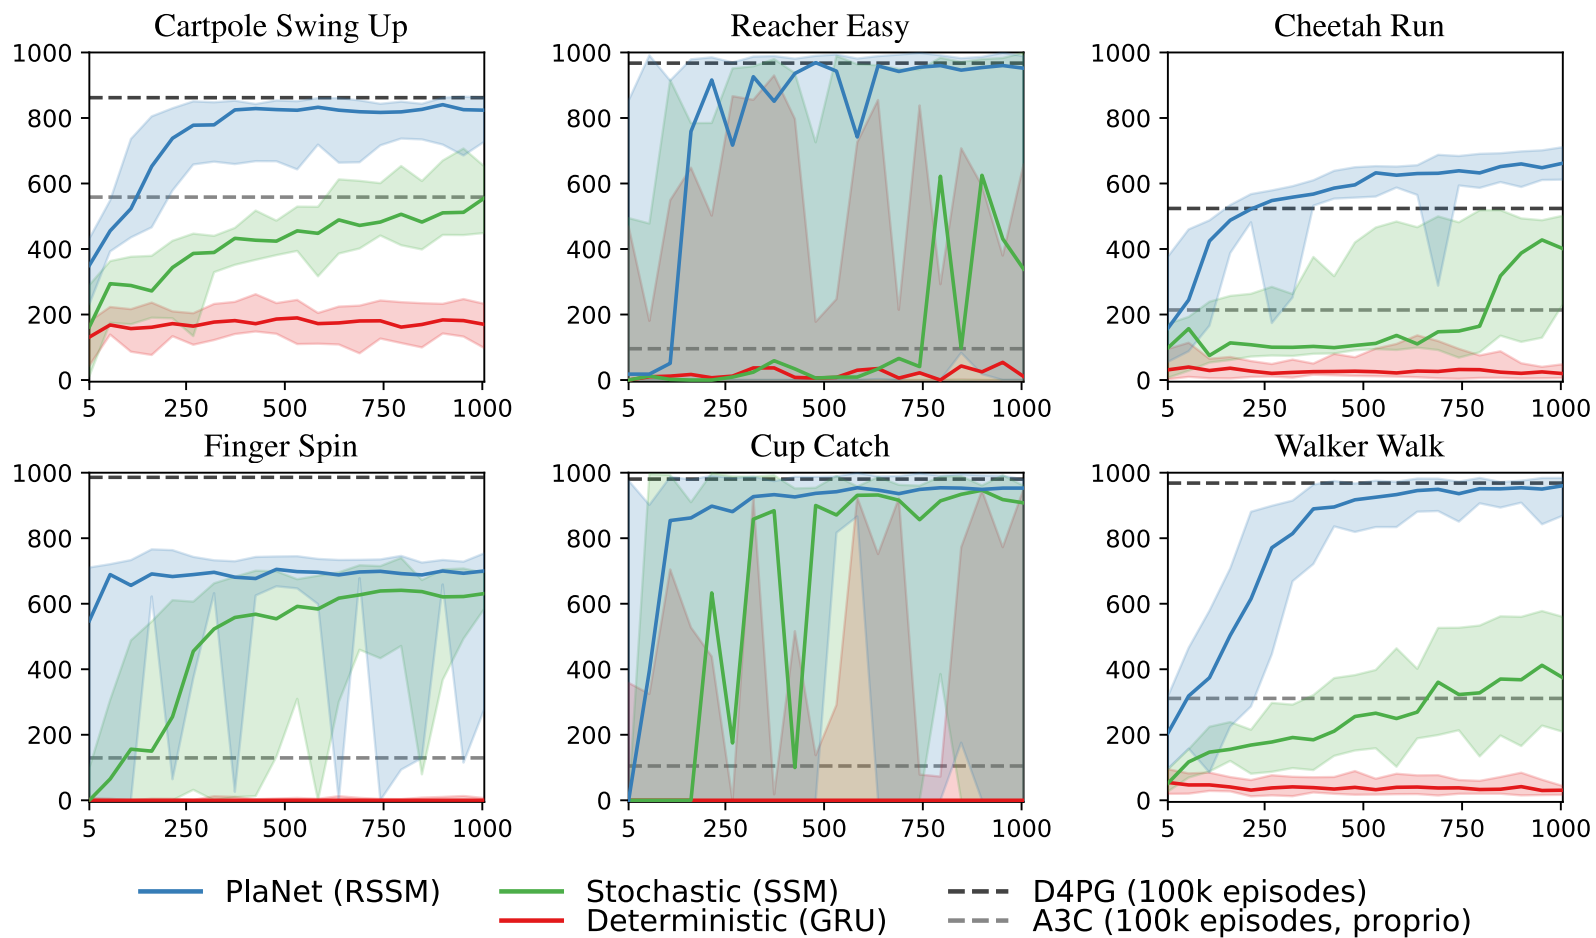 Cartpole Swing Up
Reacher Easy
Cheetah Run
1000
800
600
400
200
0
5 250 500 750 1000
1000
800
600
400
200
0
5 250 500 750 1000
1000
800
600
400
200
0
5 250 500 750 1000
Finger Spin
Cup Catch
Walker Walk
1000
800
600
400
200
0
5 250 500 750 1000
1000
800
600
400
200
0
5 250 500 750 1000
1000
800
600
400
200
0
5 250 500 750 1000
PlaNet (RSSM)
Stochastic (SSM)
Deterministic (GRU)
D4PG (100k episodes)
A3C (100k episodes, proprio)